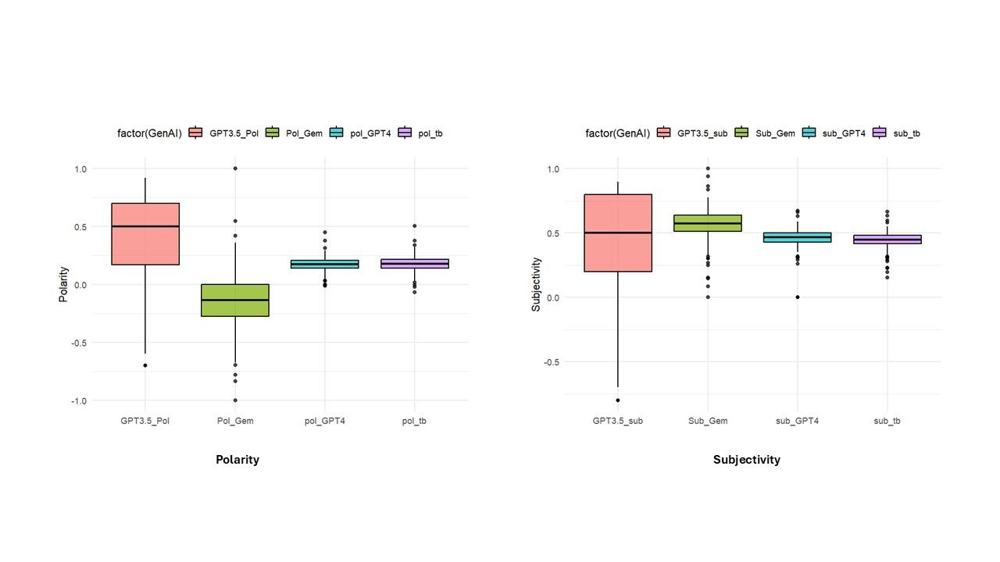 factor(GenAI) GPT3.5_Pol Pol_Gem pol_GPT4 pol_tb
1.0
0.5
0.0
-0.5
-1.0
Polarity
GPT3.5_Pol Pol_Gem pol_GPT4 pol_tb
Polarity
factor(GenAI) GPT3.5_sub Sub_Gem sub_GPT4 sub_tb
1.0
0.5
0.0
-0.5
Subjectivity
GPT3.5_sub Sub_Gem sub_GPT4 sub_tb
Subjectivity